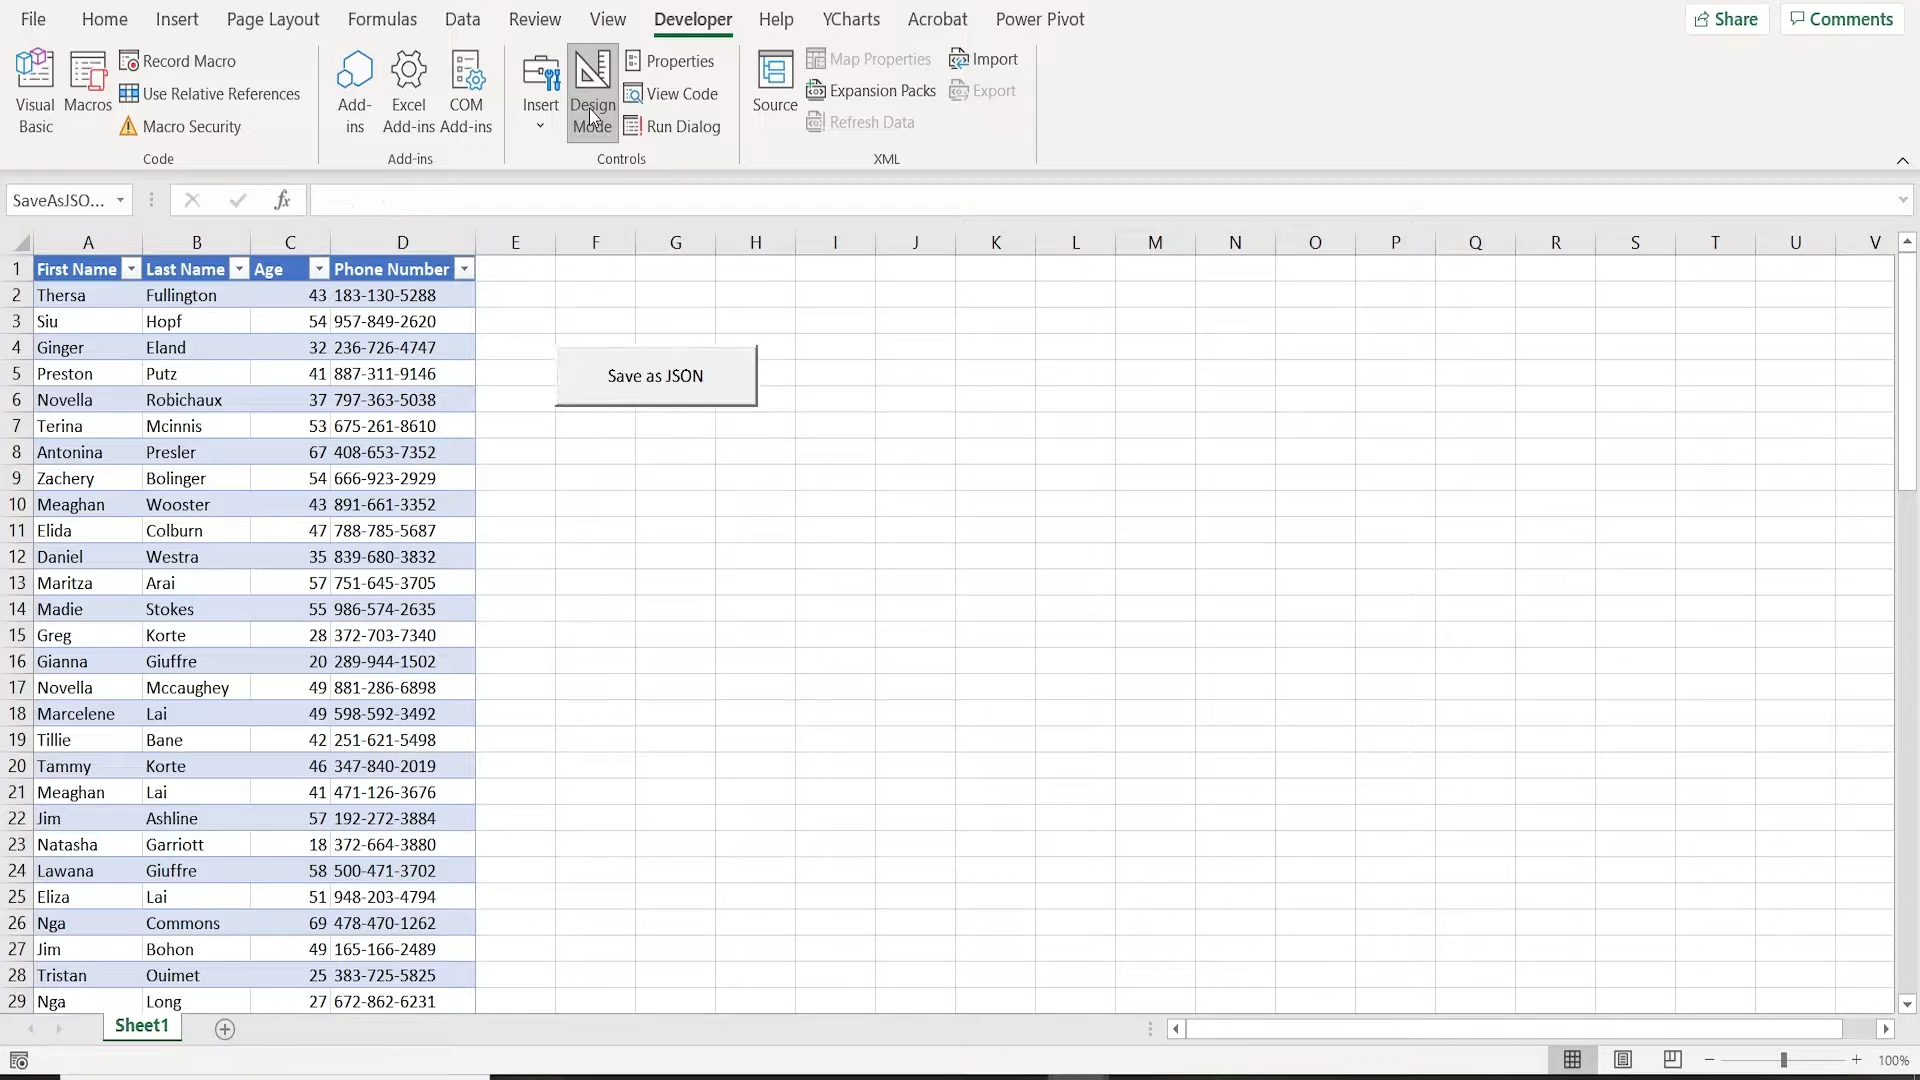 File Home Insert Page Layout Formulas Data Review View Developer Help YCharts Acrobat Power Pivot Share Comments
Visual Basic
Macros
Record Macro
Use Relative References
Macro Security
Code
Add-ins
Excel Add-ins
COM Add-ins
Add-ins
Insert
Design Mode
Properties
View Code
Run Dialog
Controls
Source
Map Properties
Expansion Packs
Refresh Data
Import
Export
XML
SaveAsJSO... fx
A B C D E F G H I J K L M N O P Q R S T U V
1 First Name Last Name Age Phone Number
2 Thersa Fullington 43 183-130-5288
3 Siu Hopf 54 957-849-2620
4 Ginger Eland 32 236-726-4747
5 Preston Putz 41 887-311-9146
Save as JSON
6 Novella Robichaux 37 797-363-5038
7 Terina Mcinnis 53 675-261-8610
8 Antonina Presler 67 408-653-7352
9 Zachery Bolinger 54 666-923-2929
10 Meaghan Wooster 43 891-661-3352
11 Elida Colburn 47 788-785-5687
12 Daniel Westra 35 839-680-3832
13 Maritza Arai 57 751-645-3705
14 Madie Stokes 55 986-574-2635
15 Greg Korte 28 372-703-7340
16 Gianna Giuffre 20 289-944-1502
17 Novella Mccaughey 49 881-286-6898
18 Marcelene Lai 49 598-592-3492
19 Tillie Bane 42 251-621-5498
20 Tammy Korte 46 347-840-2019
21 Meaghan Lai 41 471-126-3676
22 Jim Ashline 57 192-272-3884
23 Natasha Garriott 18 372-664-3880
24 Lawana Giuffre 58 500-471-3702
25 Eliza Lai 51 948-203-4794
26 Nga Commons 69 478-470-1262
27 Jim Bohon 49 165-166-2489
28 Tristan Ouimet 25 383-725-5825
29 Nga Long 27 672-862-6231
Sheet1
100%